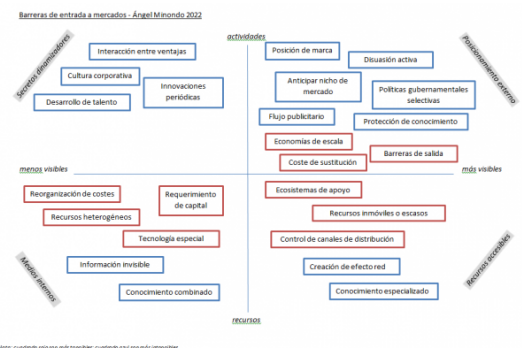 Barreras de entrada a mercados - Ángel Minondo 2022
actividades
Secretos dinamizadores
Interacción entre ventajas
Cultura corporativa
Innovaciones
periódicas
Desarrollo de talento
Posición de marca
Disuasión activa
Posicionamiento externo
Anticipar nicho de
mercado
Políticas gubernamentales
selectivas
Flujo publicitario
Protección de conocimiento
Economías de escala
Barreras de salida
Coste de sustitución
menos visibles
más visibles
Reorganización de costes
Requerimiento
de capital
Recursos heterogéneos
Tecnología especial
Información invisible
Conocimiento combinado
Medios internos
Ecosistemas de apoyo
Recursos inmóviles o escasos
Control de canales de distribución
Creación de efecto red
Conocimiento especializado
Recursos accesibles
recursos